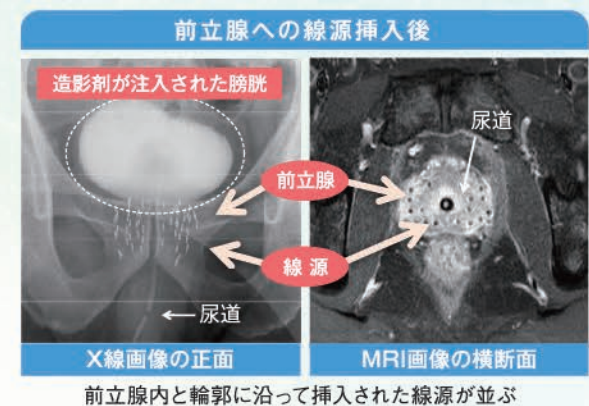 前立腺への線源挿入後
造影剤が注入された膀胱
尿道
前立腺
線源
←尿道
X線画像の正面
MRI画像の横断面
前立腺内と輪郭に沿って挿入された線源が並ぶ